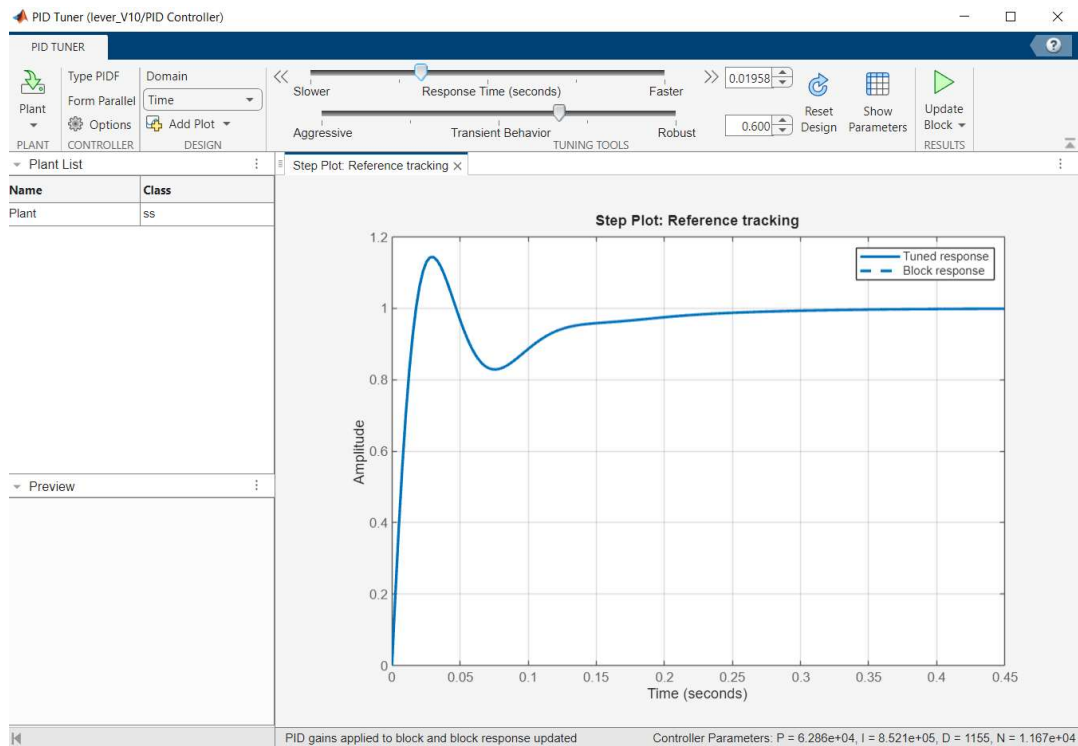 PID Tuner (lever_V10/PID Controller)
PID TUNER
Plant
PLANT
Type PIDF
Form Parallel
Options
CONTROLLER
Domain
Time
Add Plot
DESIGN
Slower Response Time (seconds) Faster
0.01958
Aggressive Transient Behavior Robust
0.600
TUNING TOOLS
Reset
Design
Show
Parameters
Update
Block
RESULTS
Plant List
Name Class
Plant ss
Preview
Step Plot: Reference tracking
Step Plot: Reference tracking
Tuned response
Block response
1.2
1
0.8
0.6
0.4
0.2
0
Amplitude
0 0.05 0.1 0.15 0.2 0.25 0.3 0.35 0.4 0.45
Time (seconds)
PID gains applied to block and block response updated
Controller Parameters: P = 6.286e+04, I = 8.521e+05, D = 1155, N = 1.167e+04